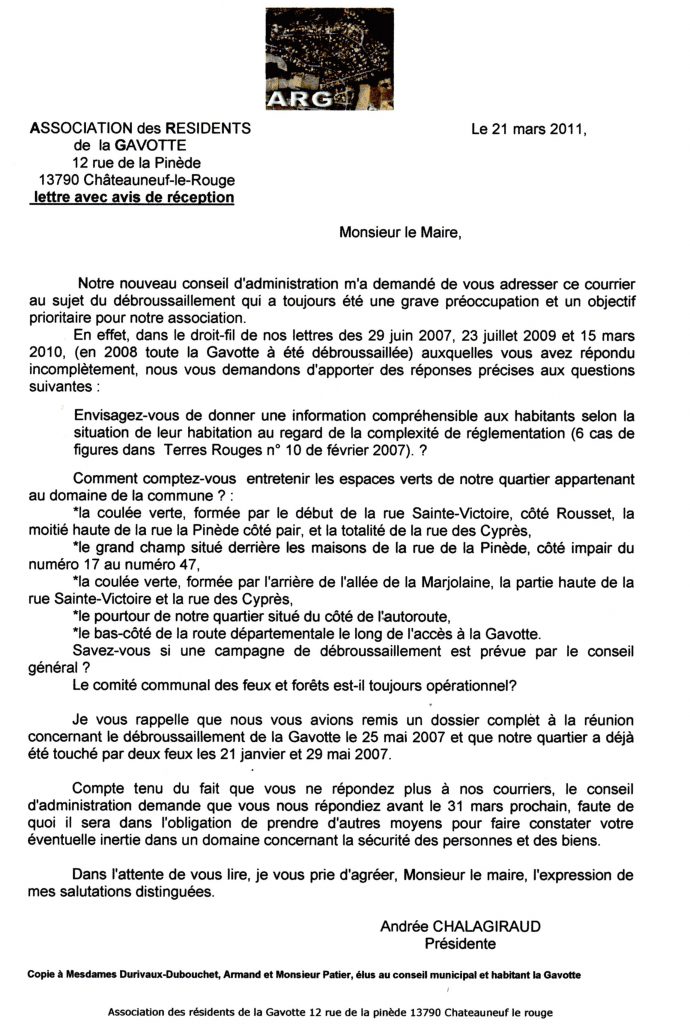 ARG
ASSOCIATION des RESIDENTS
de la GAVOTTE
12 rue de la Pinède
13790 Châteauneuf-le-Rouge
lettre avec avis de réception
Le 21 mars 2011,
Monsieur le Maire,
Notre nouveau conseil d'administration m'a demandé de vous adresser ce courrier
au sujet du débroussaillement qui a toujours été une grave préoccupation et un objectif
prioritaire pour notre association.
En effet, dans le droit-fil de nos lettres des 29 juin 2007, 23 juillet 2009 et 15 mars
2010, (en 2008 toute la Gavotte à été débroussaillée) auxquelles vous avez répondu
incomplètement, nous vous demandons d'apporter des réponses précises aux questions
suivantes :
Envisagez-vous de donner une information compréhensible aux habitants selon la
situation de leur habitation au regard de la complexité de réglementation (6 cas de
figures dans Terres Rouges n° 10 de février 2007). ?
Comment comptez-vous entretenir les espaces verts de notre quartier appartenant
au domaine de la commune ? :
*la coulée verte, formée par le début de la rue Sainte-Victoire, côté Rousset, la
moitié haute de la rue la Pinède côté pair, et la totalité de la rue des Cyprès,
*le grand champ situé derrière les maisons de la rue de la Pinède, côté impair du
numéro 17 au numéro 47,
*la coulée verte, formée par l'arrière de l'allée de la Marjolaine, la partie haute de la
rue Sainte-Victoire et la rue des Cyprès,
*le pourtour de notre quartier situé du côté de l'autoroute,
*le bas-côté de la route départementale le long de l'accès à la Gavotte.
Savez-vous si une campagne de débroussaillement est prévue par le conseil
général ?
Le comité communal des feux et forêts est-il toujours opérationnel?
Je vous rappelle que nous vous avions remis un dossier complet à la réunion
concernant le débroussaillement de la Gavotte le 25 mai 2007 et que notre quartier a déjà
été touché par deux feux les 21 janvier et 29 mai 2007.
Compte tenu du fait que vous ne répondez plus à nos courriers, le conseil
d'administration demande que vous nous répondiez avant le 31 mars prochain, faute de
quoi il sera dans l'obligation de prendre d'autres moyens pour faire constater votre
éventuelle inertie dans un domaine concernant la sécurité des personnes et des biens.
Dans l'attente de vous lire, je vous prie d'agréer, Monsieur le maire, l'expression de
mes salutations distinguées.
Andrée CHALAGIRAUD
Présidente
Copie à Mesdames Durivaux-Dubouchet, Armand et Monsieur Patier, élus au conseil municipal et habitant la Gavotte
Association des résidents de la Gavotte 12 rue de la pinède 13790 Chateauneuf le rouge